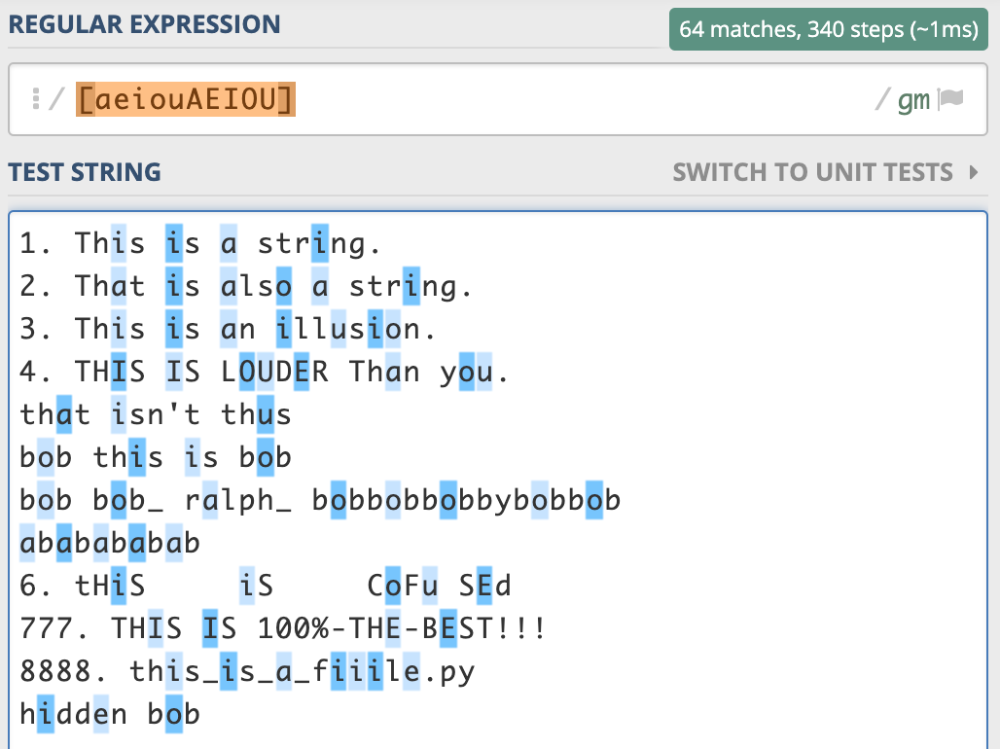 REGULAR EXPRESSION
64 matches, 340 steps (~1ms)
/ [aeiouAEIOU] / gm
TEST STRING
SWITCH TO UNIT TESTS
1. This is a string.
2. That is also a string.
3. This is an illusion.
4. THIS IS LOUDER Than you.
that isn't thus
bob this is bob
bob bob_ ralph_ bobbobbobbybobbob
ababababab
6. tHiS     iS     CoFu SEd
777. THIS IS 100%-THE-BEST!!!
8888. this_is_a_fiiile.py
hidden bob